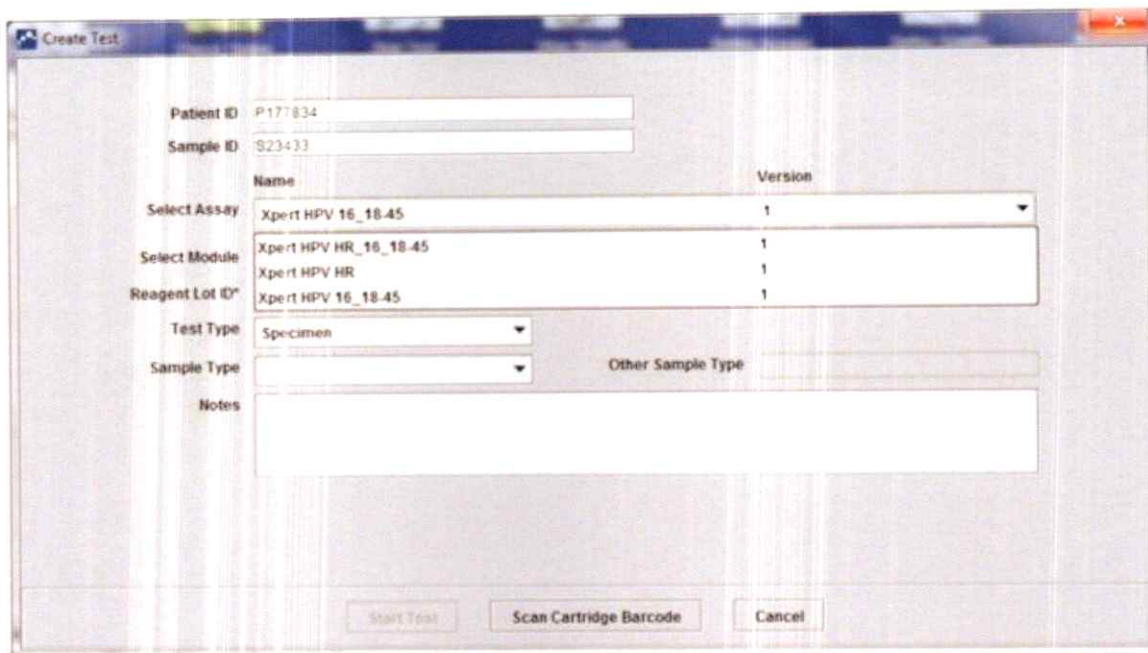 Create Test
Patient ID P177834
Sample ID S23433
Name Version
Select Assay Xpert HPV 16_18-45 1
Select Module
Xpert HPV HR_16_18-45 1
Xpert HPV HR 1
Reagent Lot ID*
Xpert HPV 16_18-45 1
Test Type Specimen
Sample Type Other Sample Type
Notes
Start Test Scan Cartridge Barcode Cancel